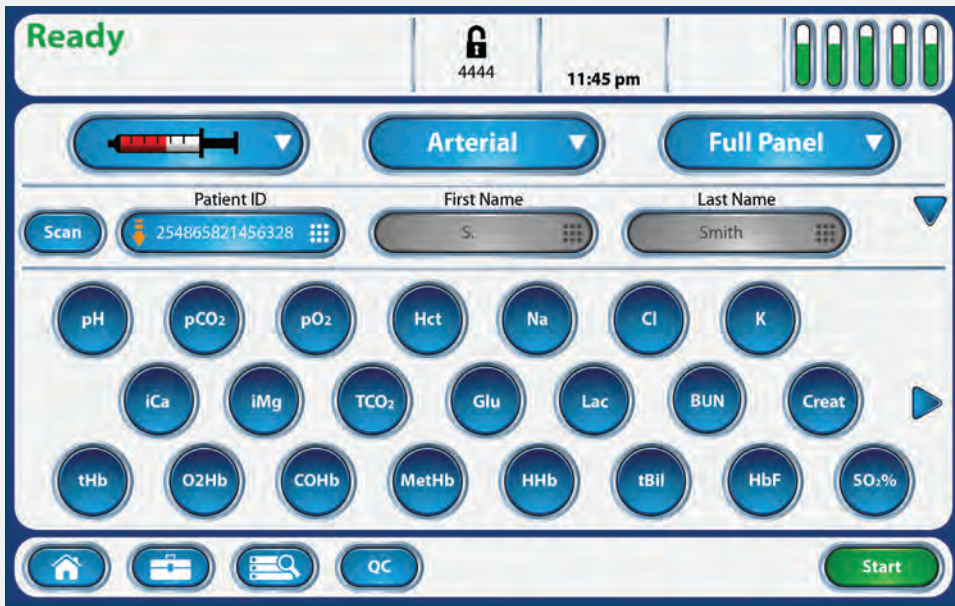 Ready
4444
11:45 pm
Arterial
Full Panel
Patient ID
First Name
Last Name
Scan
254865821456328
S.
Smith
pH pCO₂ pO₂ Hct Na Cl K
iCa iMg TCO₂ Glu Lac BUN Creat
tHb O2Hb COHb MetHb HHb tBil HbF SO₂%
QC
Start